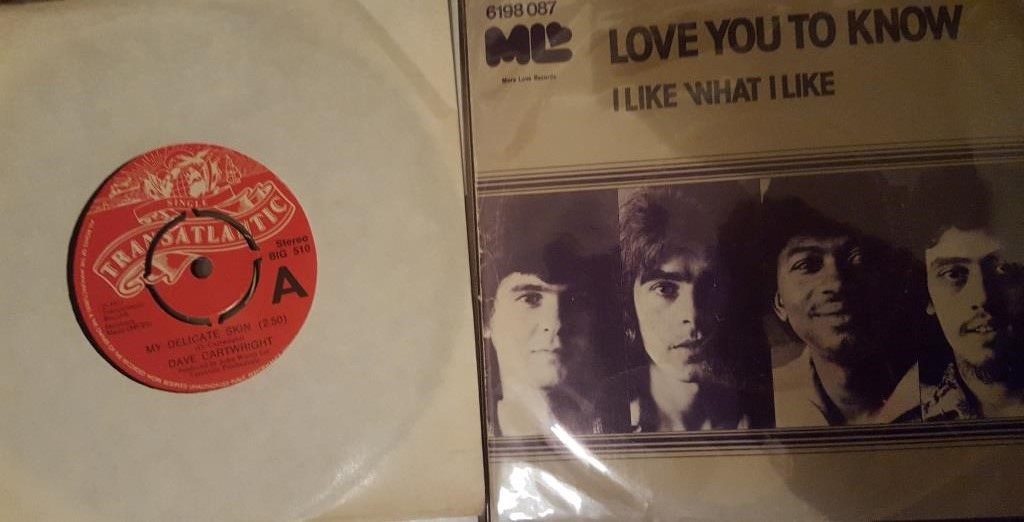 SINGLE
TRANSATLANTIC
Stereo
BIG 510
A
MY DELICATE SKIN (2.50)
DAVE CARTWRIGHT
6198 087
MLR
More Love Records
LOVE YOU TO KNOW
I LIKE WHAT I LIKE